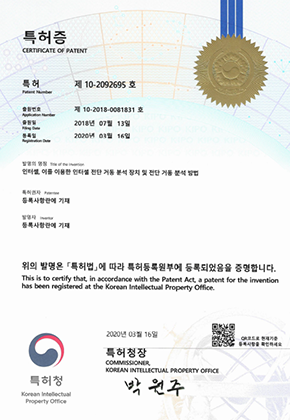 특허증
CERTIFICATE OF PATENT
특허 제 10-2092695 호
Patent Number
출원번호 제 10-2018-0081831 호
Application Number
출원일 2018년 07월 13일
Filing Date
등록일 2020년 03월 16일
Registration Date
발명의 명칭 Title of the Invention
인터셀, 이를 이용한 인터셀 전단 거동 분석 장치 및 전단 거동 분석 방법
특허권자 Patentee
등록사항란에 기재
발명자 Inventor
등록사항란에 기재
위의 발명은 「특허법」에 따라 특허등록원부에 등록되었음을 증명합니다.
This is to certify that, in accordance with the Patent Act, a patent for the invention
has been registered at the Korean Intellectual Property Office.
2020년 03월 16일
QR코드로 현재기준
등록사항을 확인하세요
특허청장
COMMISSIONER,
KOREAN INTELLECTUAL PROPERTY OFFICE
박원주
특허청
Korean Intellectual
Property Office